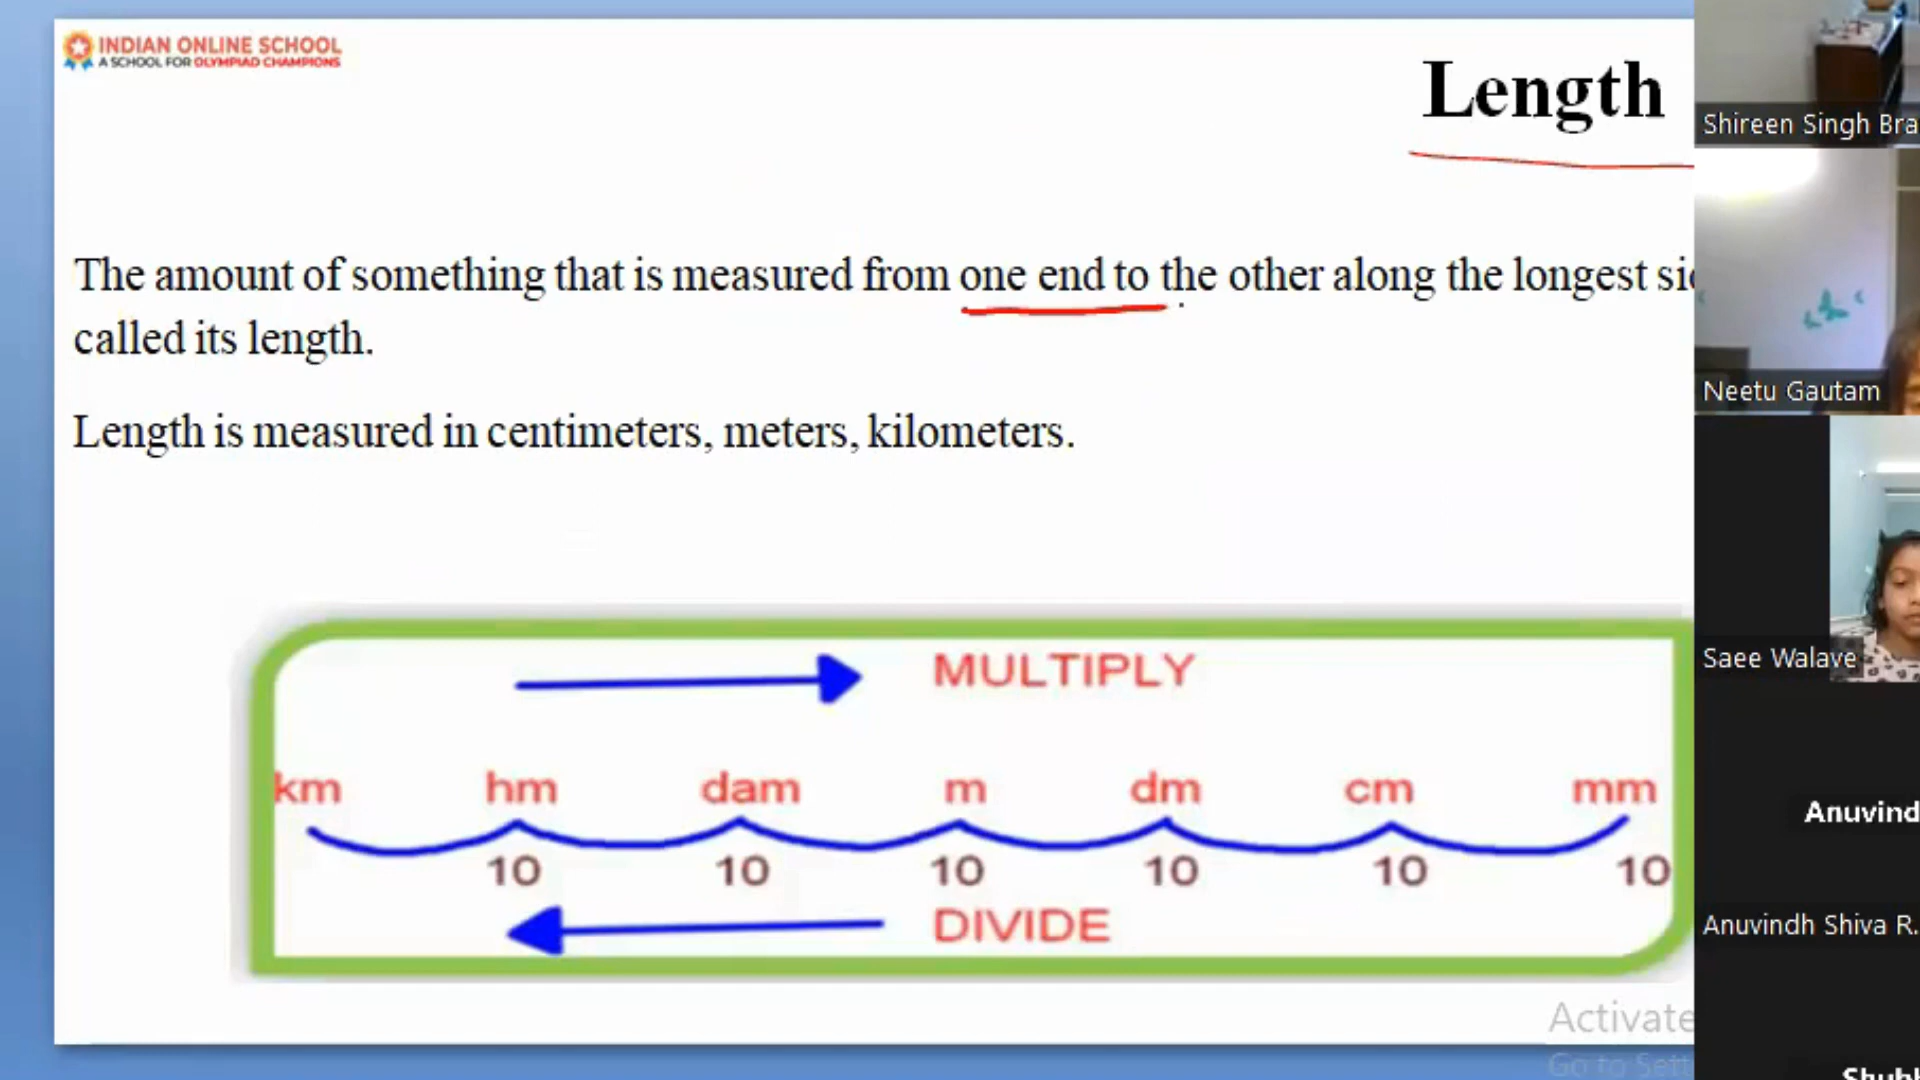 INDIAN ONLINE SCHOOL
A SCHOOL FOR OLYMPIAD CHAMPIONS
Length
The amount of something that is measured from one end to the other along the longest
called its length.
Length is measured in centimeters, meters, kilometers.
MULTIPLY
km hm dam m dm cm mm
10 10 10 10 10 10
DIVIDE
Activate
Go to
Shireen Singh
Neetu Gautam
Saee Walave
Anuvind
Anuvindh Shiva R.